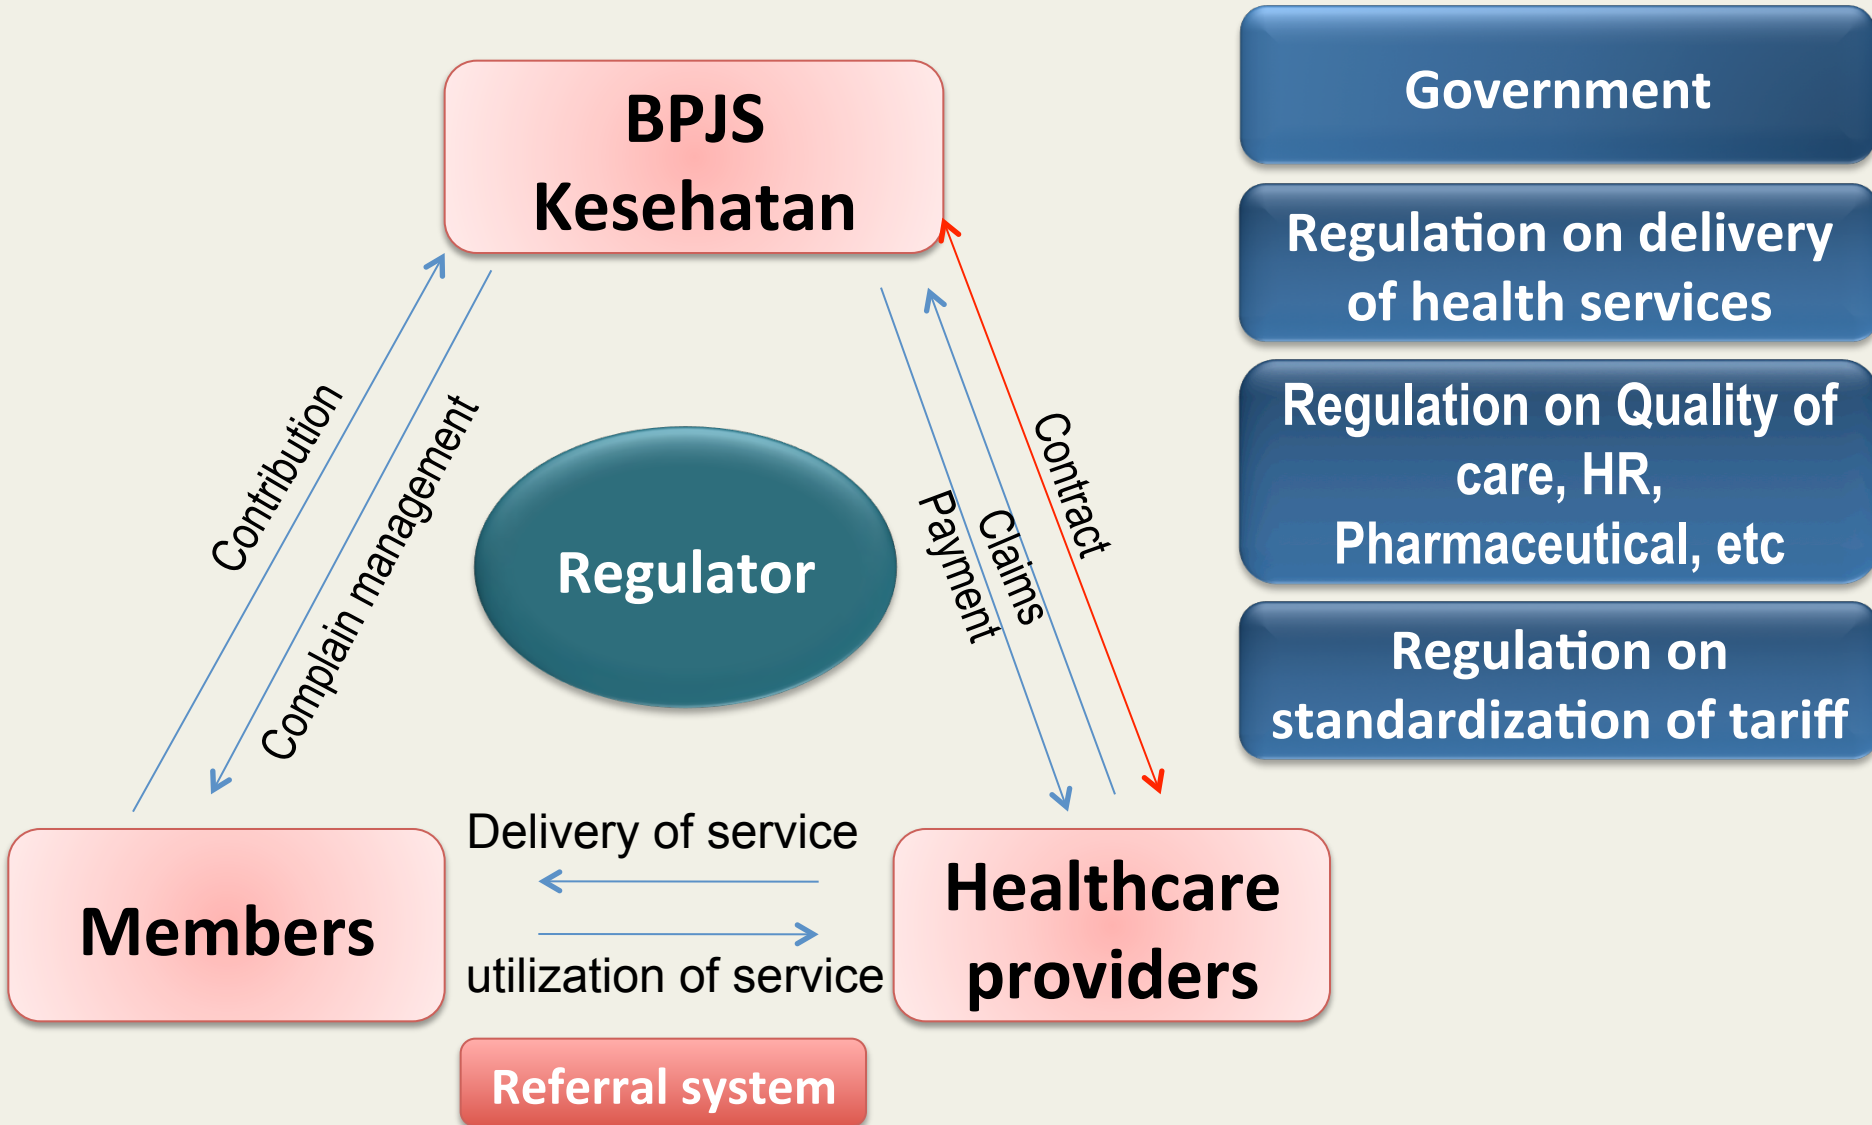 BPJS
Kesehatan
Government
Regulation on delivery
of health services
Regulation on Quality of
care, HR,
Pharmaceutical, etc
Regulation on
standardization of tariff
Contribution
Complain management
Regulator
Payment
Claims
Contract
Members
Delivery of service
utilization of service
Healthcare
providers
Referral system